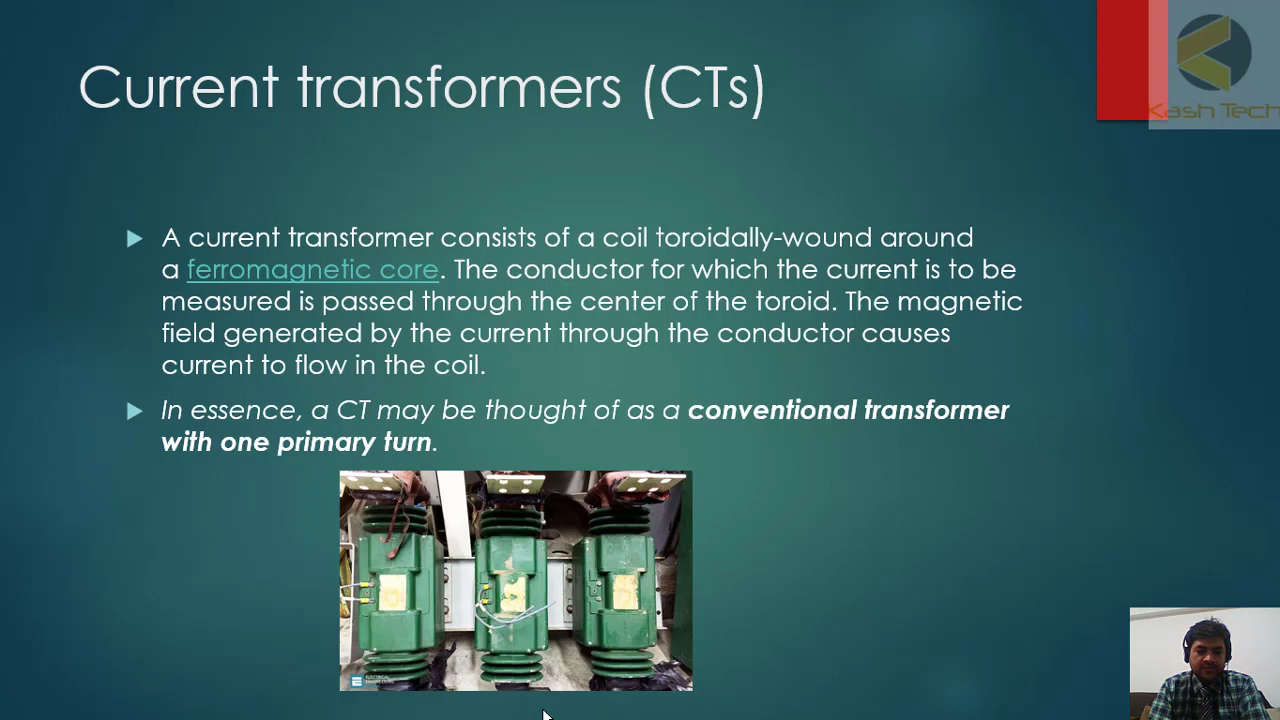 Current transformers (CTs)
Kash Tech
A current transformer consists of a coil toroidally-wound around
a ferromagnetic core. The conductor for which the current is to be
measured is passed through the center of the toroid. The magnetic
field generated by the current through the conductor causes
current to flow in the coil.
In essence, a CT may be thought of as a conventional transformer
with one primary turn.
ELECTRICAL
ENGINEERING